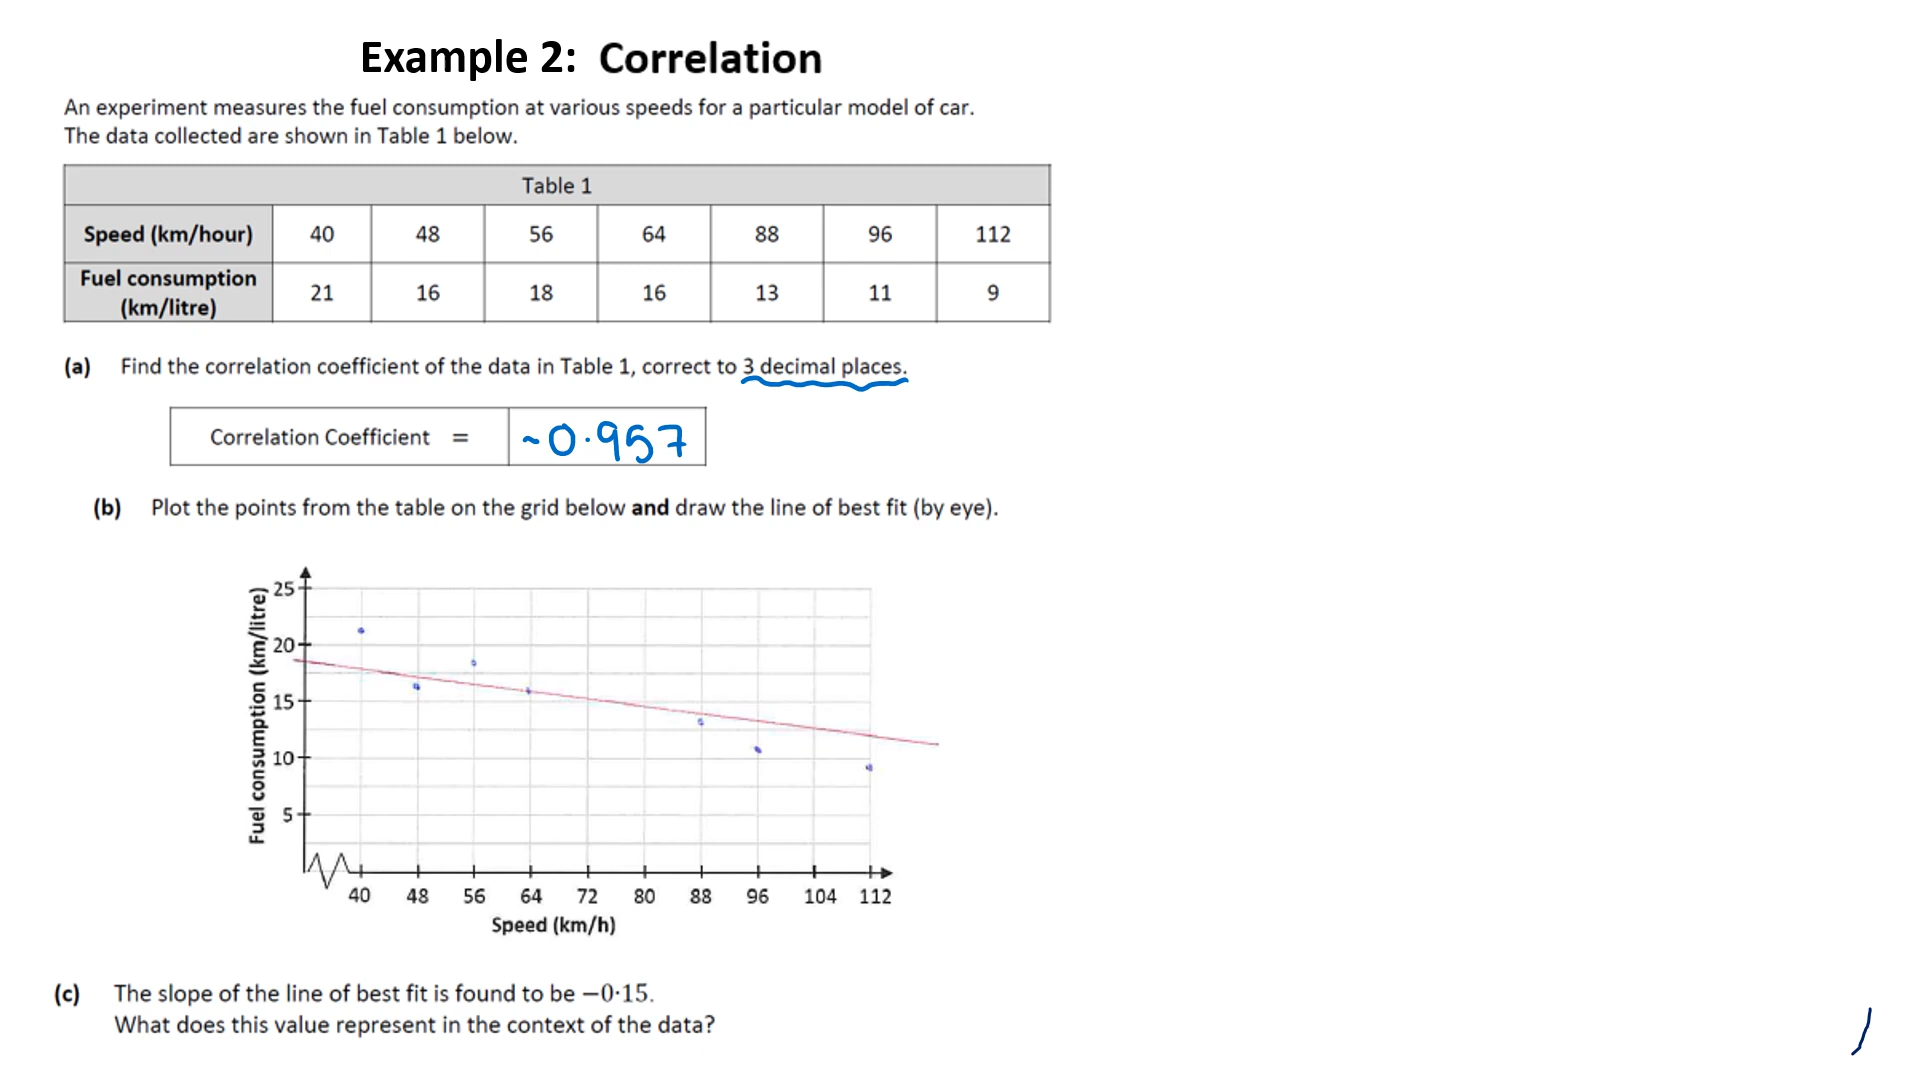 Example 2: Correlation
An experiment measures the fuel consumption at various speeds for a particular model of car.
The data collected are shown in Table 1 below.
Table 1
Speed (km/hour) 40 48 56 64 88 96 112
Fuel consumption
(km/litre) 21 16 18 16 13 11 9
(a) Find the correlation coefficient of the data in Table 1, correct to 3 decimal places.
Correlation Coefficient = -0.957
(b) Plot the points from the table on the grid below and draw the line of best fit (by eye).
Fuel consumption (km/litre)
25
20
15
10
5
40 48 56 64 72 80 88 96 104 112
Speed (km/h)
(c) The slope of the line of best fit is found to be −0·15.
What does this value represent in the context of the data?